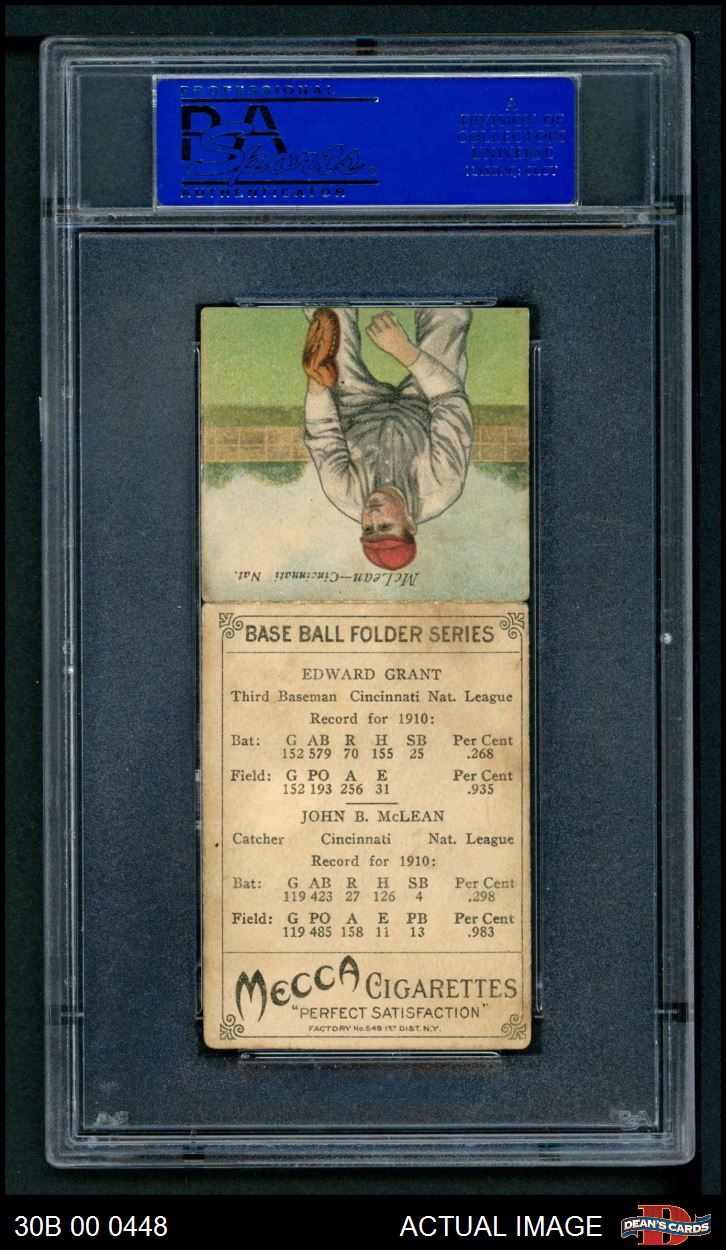 PROFESSIONAL
PSA
Sports
AUTHENTICATOR
A
DIVISION OF
COLLECTORS
UNIVERSE
NASDAQ: CLCT
McLean—Cincinnati Nat.
BASE BALL FOLDER SERIES
EDWARD GRANT
Third Baseman Cincinnati Nat. League
Record for 1910:
Bat: G AB R H SB Per Cent
152 579 70 155 25 .268
Field: G PO A E Per Cent
152 193 256 31 .935
JOHN B. McLEAN
Catcher Cincinnati Nat. League
Record for 1910:
Bat: G AB R H SB Per Cent
119 423 27 126 4 .298
Field: G PO A E PB Per Cent
119 485 158 11 13 .983
MECCA CIGARETTES
"PERFECT SATISFACTION"
FACTORY No. 649 1ST DIST. N.Y.
30B 00 0448
ACTUAL IMAGE
DEAN'S CARDS